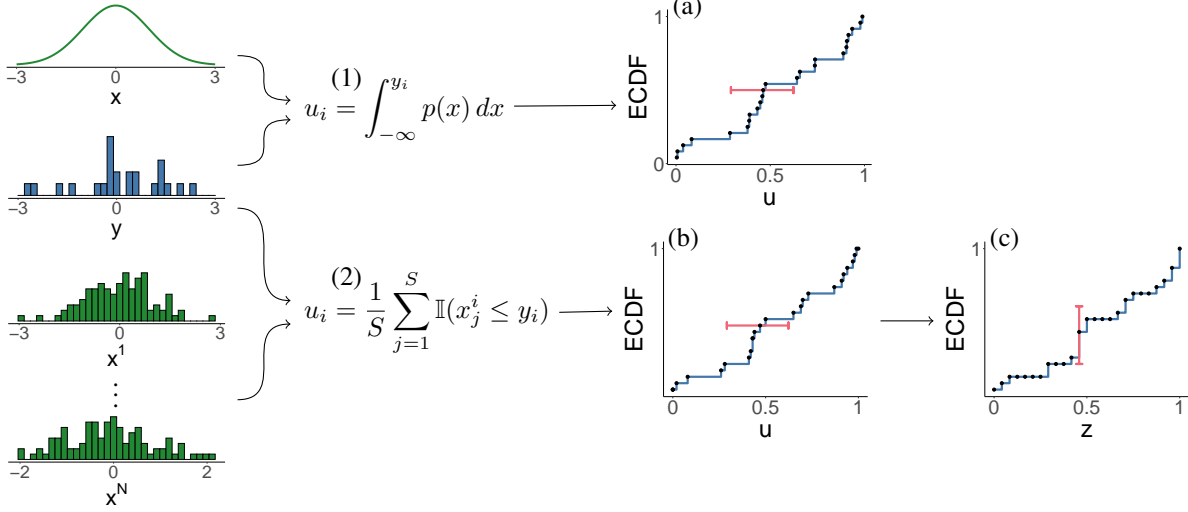 −3 0 3
x
−3 0 3
y
−3 0 3
x^1
⋮
−2 0 2
x^N
(1)
u_i = ∫_{−∞}^{y_i} p(x) dx
(2)
u_i = \frac{1}{S} ∑_{j=1}^{S} 𝕀(x_j^i ≤ y_i)
(a)
1
ECDF
0
0 0.5 1
u
(b)
1
ECDF
0 0.5 1
u
(c)
1
ECDF
0 0.5 1
z